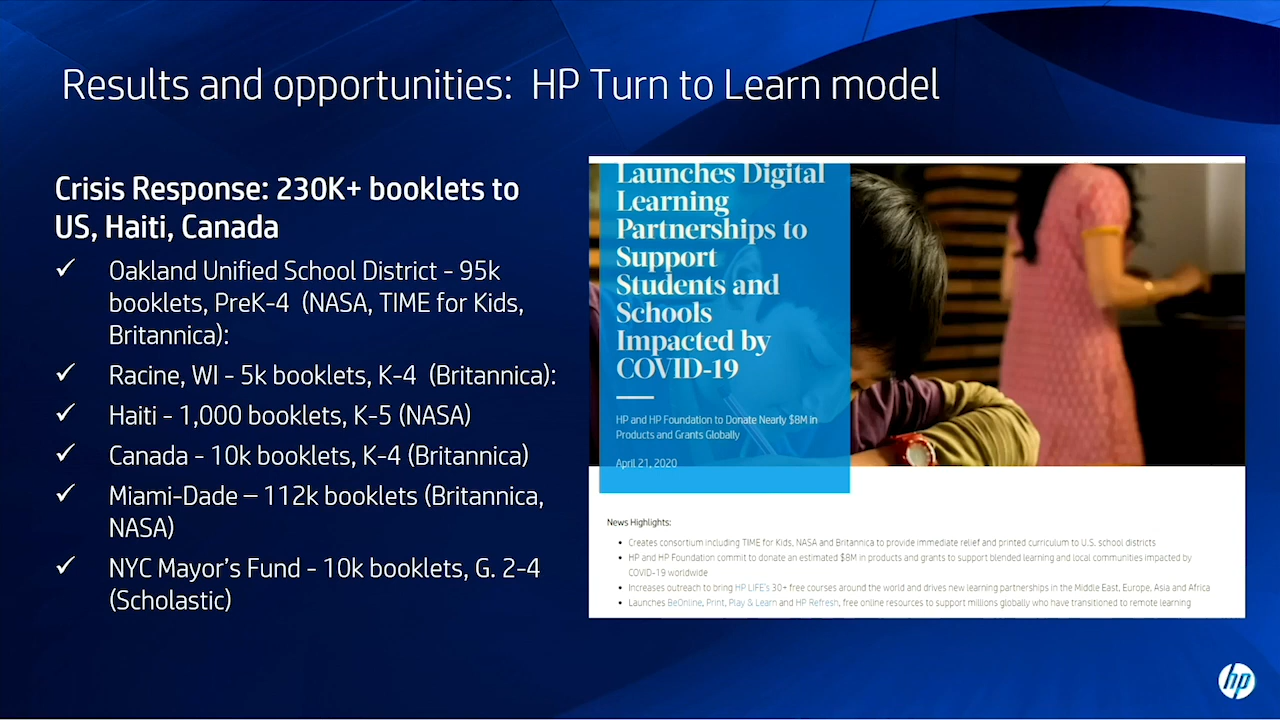 Results and opportunities: HP Turn to Learn model
Crisis Response: 230K+ booklets to
US, Haiti, Canada
✓ Oakland Unified School District - 95k
booklets, PreK-4 (NASA, TIME for Kids,
Britannica):
✓ Racine, WI - 5k booklets, K-4 (Britannica):
✓ Haiti - 1,000 booklets, K-5 (NASA)
✓ Canada - 10k booklets, K-4 (Britannica)
✓ Miami-Dade – 112k booklets (Britannica,
NASA)
✓ NYC Mayor's Fund - 10k booklets, G. 2-4
(Scholastic)
Launches Digital
Learning
Partnerships to
Support
Students and
Schools
Impacted by
COVID-19
HP and HP Foundation to Donate Nearly $8M in
Products and Grants Globally
April 21, 2020
News Highlights:
• Creates consortium including TIME for Kids, NASA and Britannica to provide immediate relief and printed curriculum to U.S. school districts
• HP and HP Foundation commit to donate an estimated $8M in products and grants to support blended learning and local communities impacted by
COVID-19 worldwide
• Increases outreach to bring HP LIFE's 30+ free courses around the world and drives new learning partnerships in the Middle East, Europe, Asia and Africa
• Launches BeOnline, Print, Play & Learn and HP Refresh, free online resources to support millions globally who have transitioned to remote learning
hp